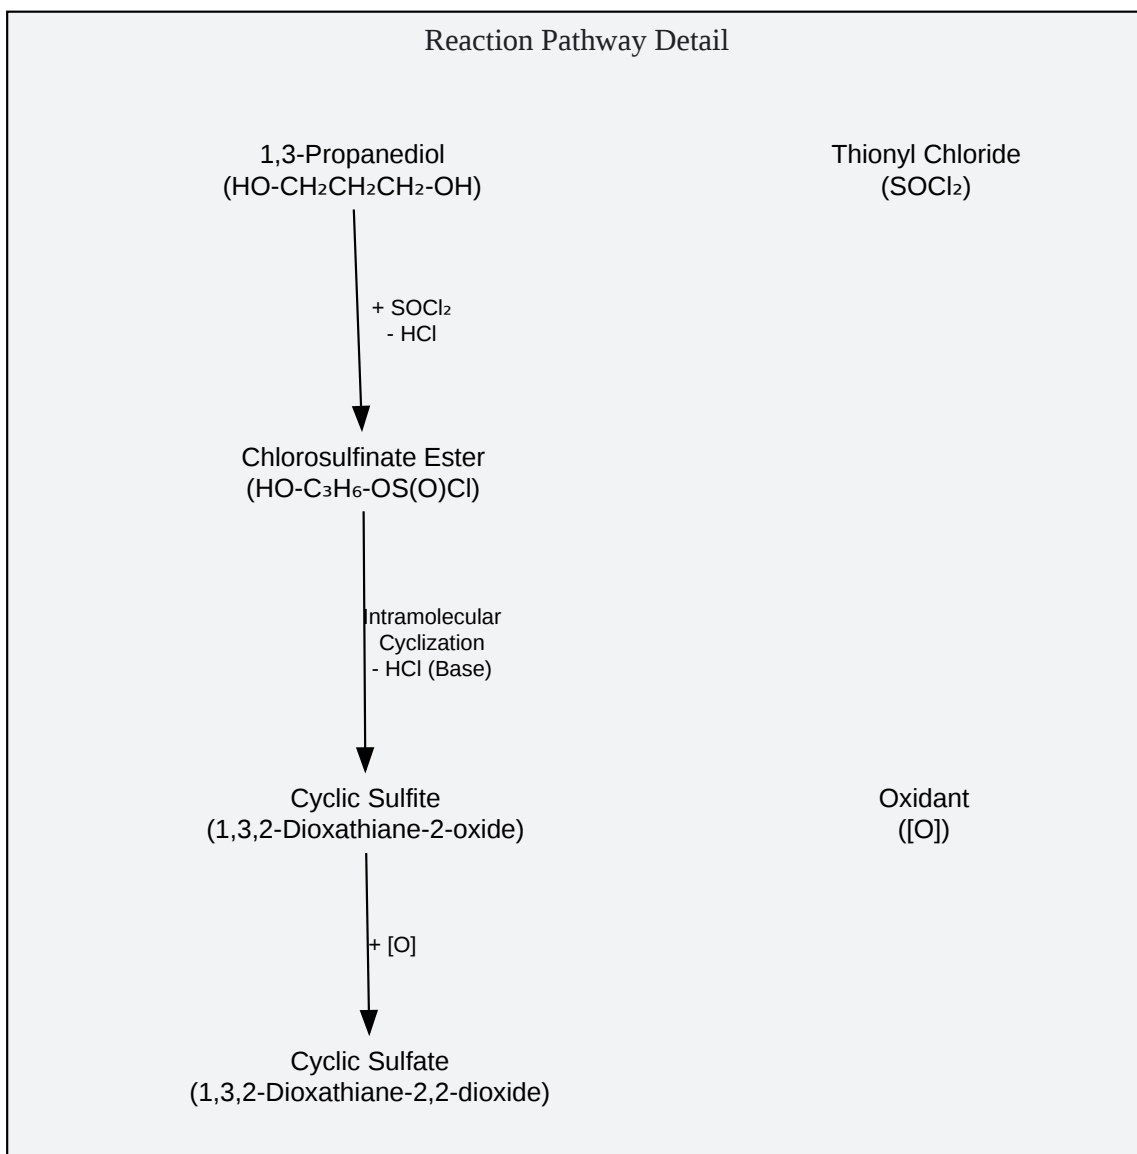 Reaction Pathway Detail
1,3-Propanediol
(HO-CH₂CH₂CH₂-OH)
Thionyl Chloride
(SOCl₂)
+ SOCl₂
- HCl
Chlorosulfinate Ester
(HO-C₃H₆-OS(O)Cl)
Intramolecular
Cyclization
- HCl (Base)
Cyclic Sulfite
(1,3,2-Dioxathiane-2-oxide)
Oxidant
([O])
+ [O]
Cyclic Sulfate
(1,3,2-Dioxathiane-2,2-dioxide)